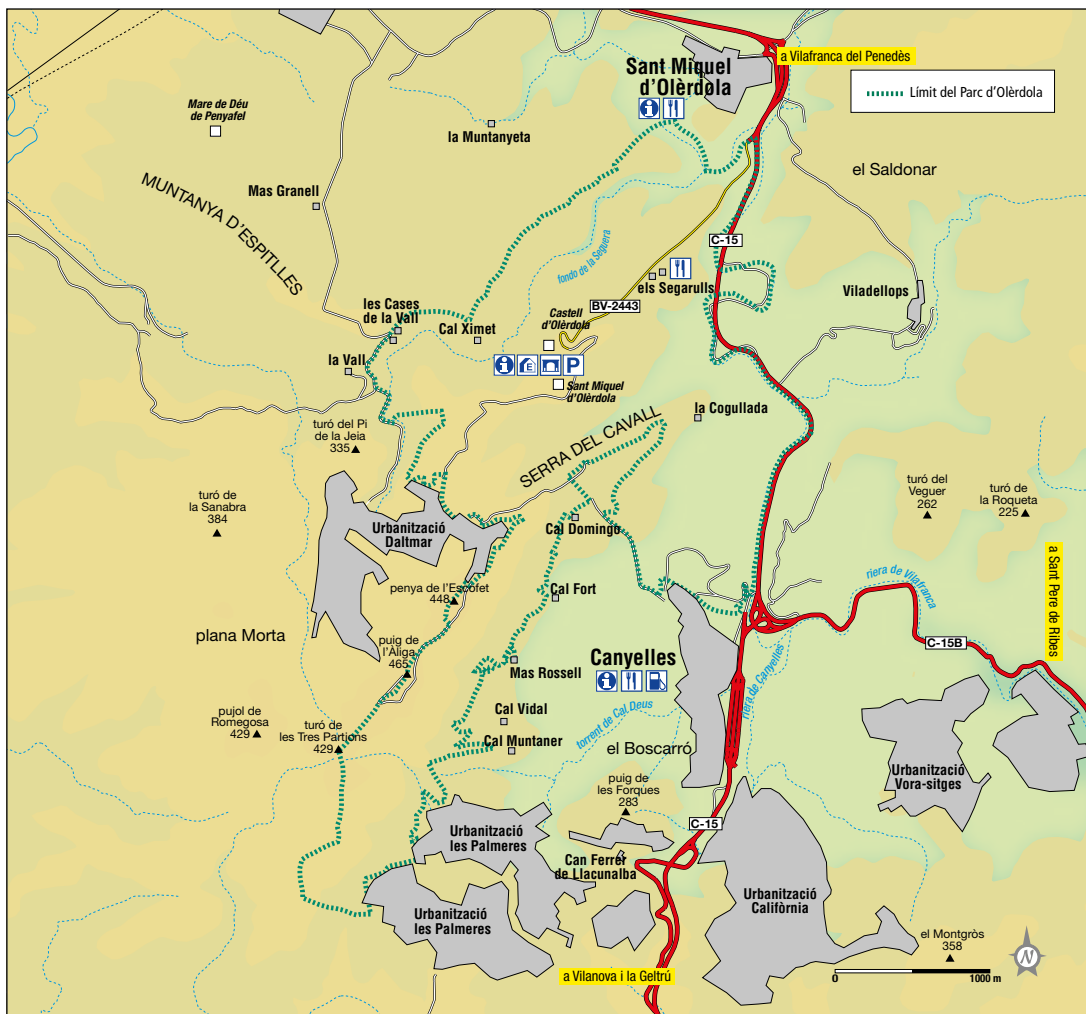 a Vilafranca del Penedès
Sant Miquel
d'Olèrdola
Límit del Parc d'Olèrdola
Mare de Déu
de Penyafel
la Muntanyeta
el Saldonar
Mas Granell
MUNTANYA D'ESPITLLES
C-15
fondo de la Seguera
els Segarulls
Viladellops
BV-2443
les Cases
de la Vall
Cal Ximet
Castell
d'Olèrdola
la Vall
E
P
Sant Miquel
d'Olèrdola
la Cogullada
SERRA DEL CAVALL
turó del Pi
de la Jeia
335
turó de
la Sanabra
384
turó del
Veguer
262
turó de
la Roqueta
225
Urbanització
Daltmar
Cal Domingo
a Sant Pere de Ribes
penya de l'Escofet
448
Cal Fort
riera de Vilafranca
plana Morta
puig de
l'Àliga
465
C-15B
Canyelles
Mas Rossell
riera de Canyelles
pujol de
Romegosa
429
turó de
les Tres Partions
429
Cal Vidal
torrent de Cal Deus
Cal Muntaner
el Boscarró
Urbanització
Vora-sitges
puig de
les Forques
283
Urbanització
les Palmeres
C-15
Can Ferrer
de Llacunalba
Urbanització
les Palmeres
Urbanització
Califòrnia
el Montgròs
358
N
a Vilanova i la Geltrú
0 1000 m